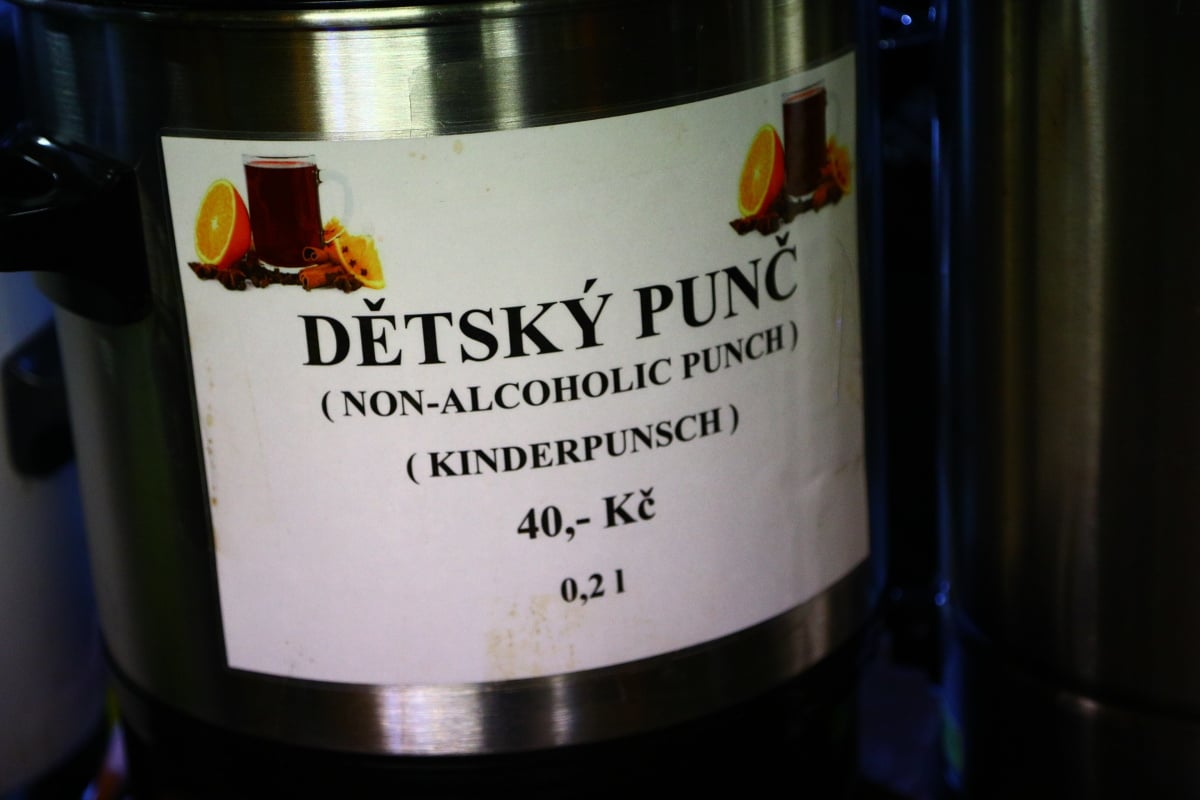 DĚTSKÝ PUNČ
( NON-ALCOHOLIC PUNCH )
( KINDERPUNSCH )
40,- Kč
0,2 l